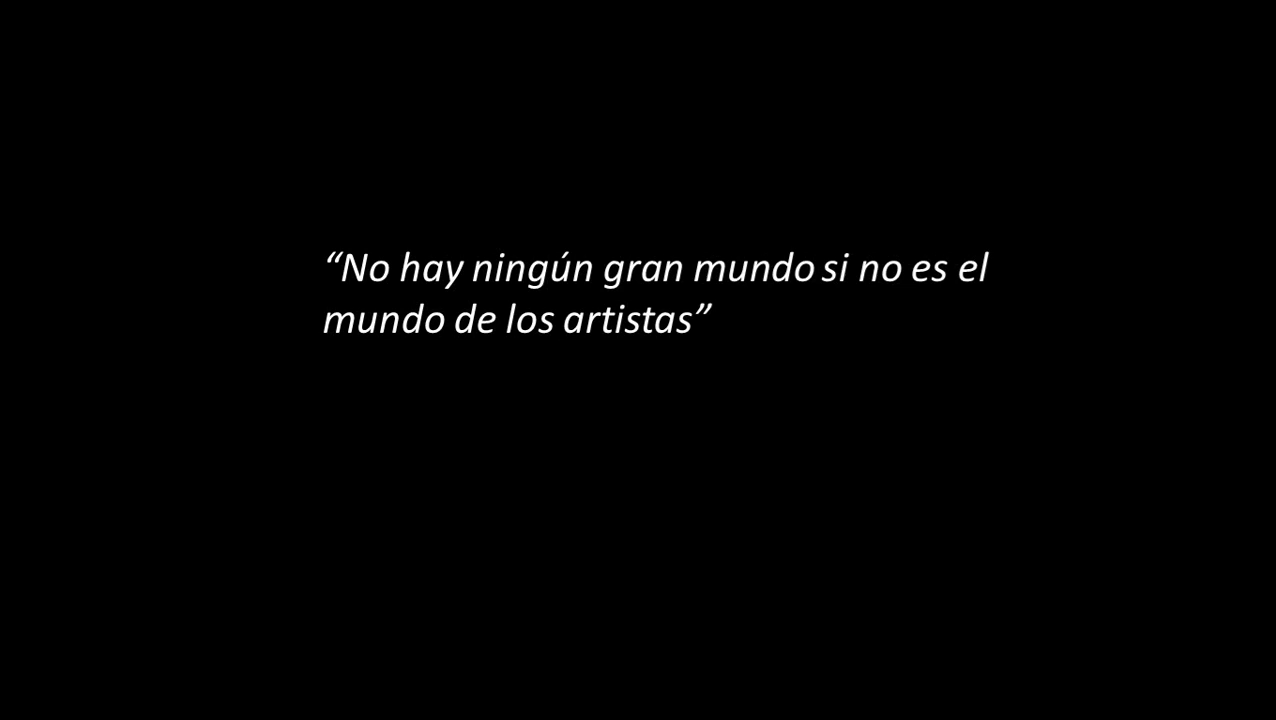 “No hay ningún gran mundo si no es el
mundo de los artistas”